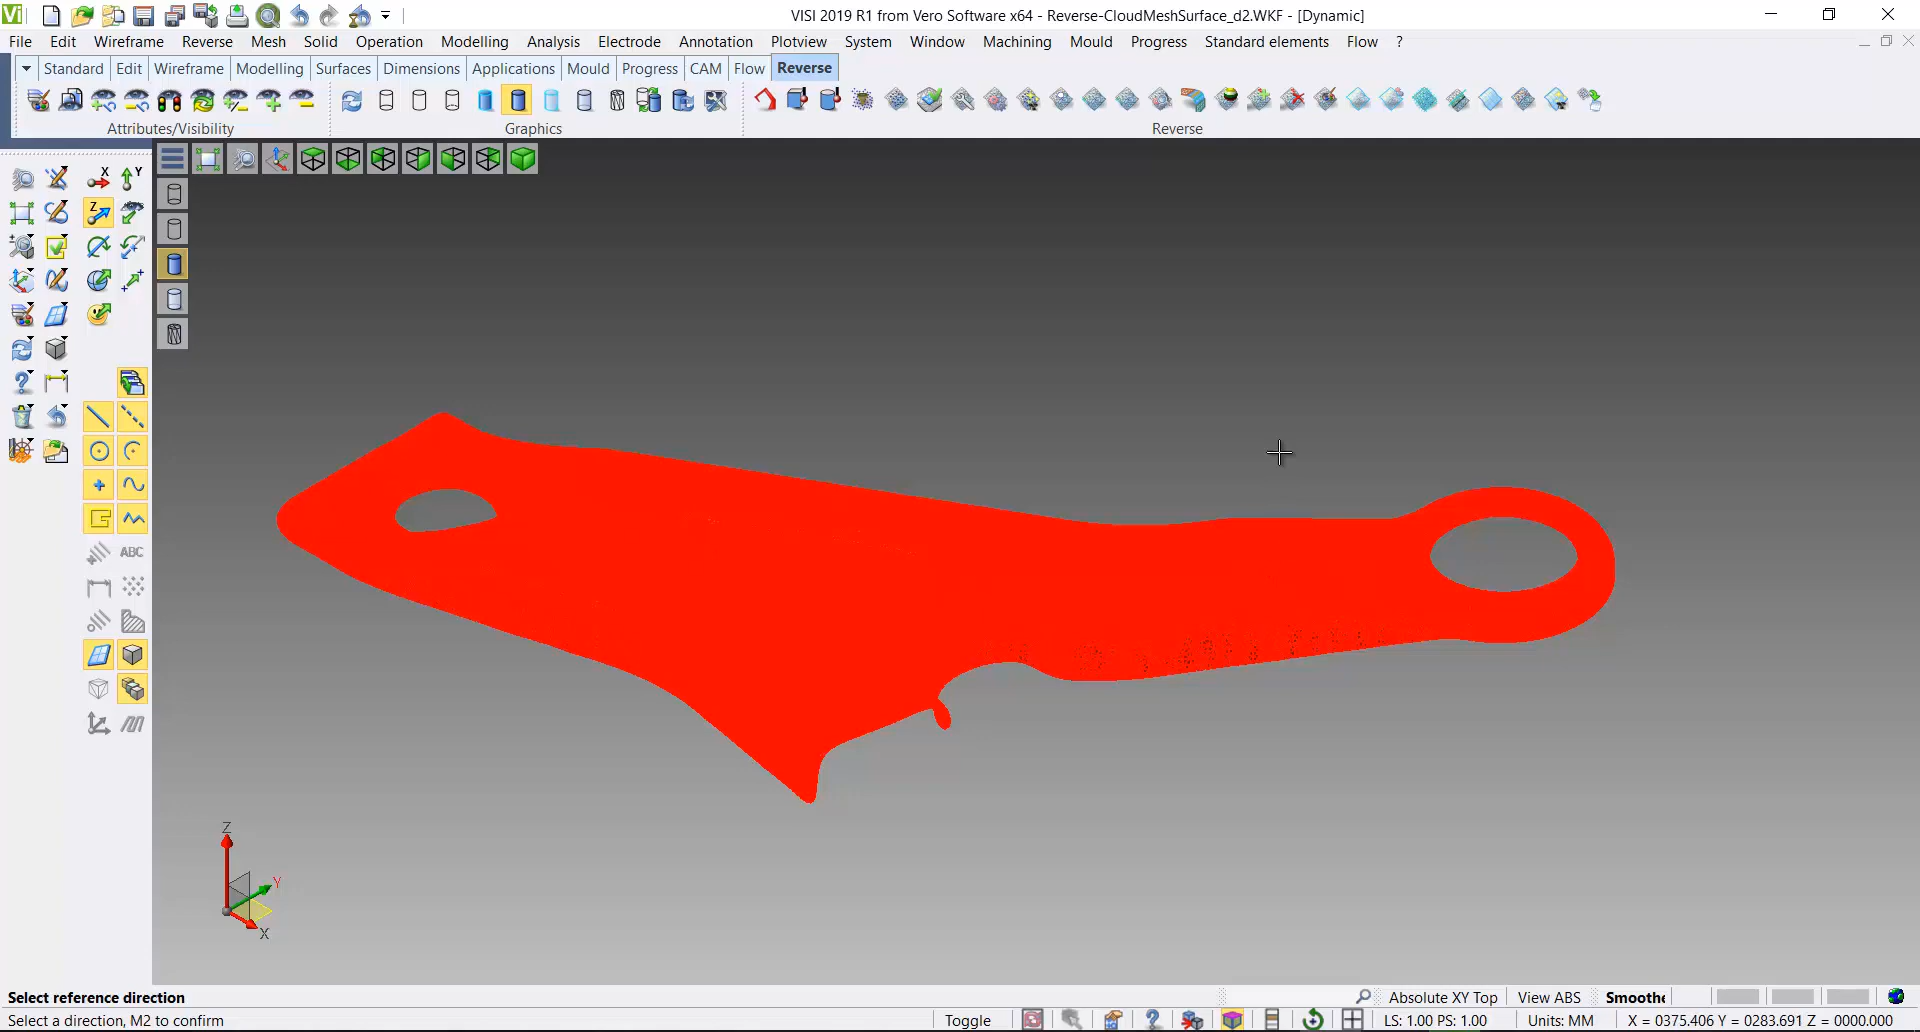 Vi
VISI 2019 R1 from Vero Software x64 - Reverse-CloudMeshSurface_d2.WKF - [Dynamic]
File Edit Wireframe Reverse Mesh Solid Operation Modelling Analysis Electrode Annotation Plotview System Window Machining Mould Progress Standard elements Flow ?
Standard Edit Wireframe Modelling Surfaces Dimensions Applications Mould Progress CAM Flow Reverse
Attributes/Visibility Graphics Reverse
X Y
Z
ABC
Z
Y
X
Select reference direction Absolute XY Top View ABS Smoothe
Select a direction, M2 to confirm Toggle LS: 1.00 PS: 1.00 Units: MM X = 0375.406 Y = 0283.691 Z = 0000.000